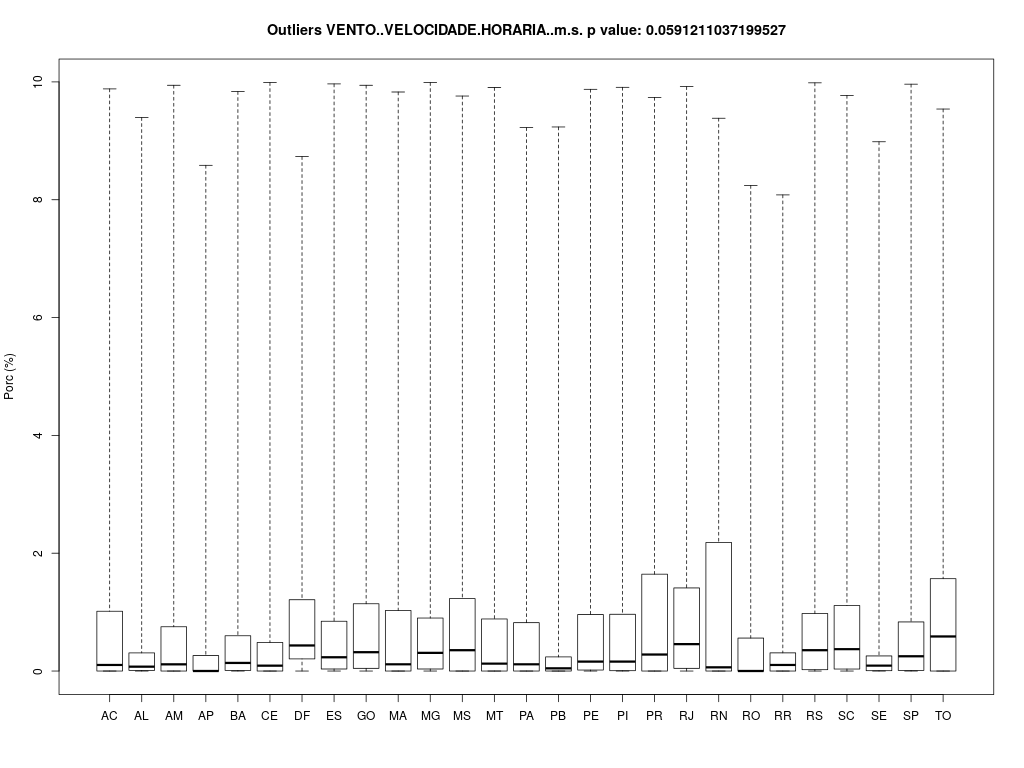 Outliers VENTO..VELOCIDADE.HORARIA..m.s. p value: 0.0591211037199527
10
8
6
4
2
0
Porc (%)
AC AL AM AP BA CE DF ES GO MA MG MS MT PA PB PE PI PR RJ RN RO RR RS SC SE SP TO